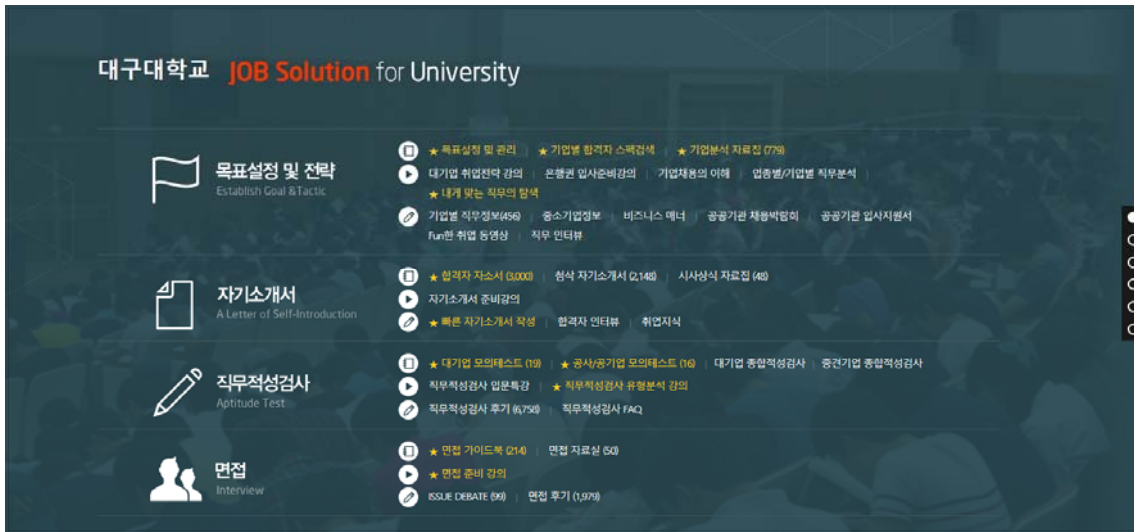 대구대학교 JOB Solution for University
목표설정 및 전략
Establish Goal & Tactic
★ 목표설정 및 관리 | ★ 기업별 합격자 스펙검색 | ★ 기업분석 자료집 (779)
대기업 취업전략 강의 | 은행권 입사준비강의 | 기업채용의 이해 | 업종별/기업별 직무분석 |
★ 내게 맞는 직무의 탐색
기업별 직무정보(456) | 중소기업정보 | 비즈니스 매너 | 공공기관 채용박람회 | 공공기관 입사지원서
Fun한 취업 동영상 | 직무 인터뷰
자기소개서
A Letter of Self-Introduction
★ 합격자 자소서 (3,000) | 첨삭 자기소개서 (2,148) | 시사상식 자료집 (48)
자기소개서 준비강의
★ 빠른 자기소개서 작성 | 합격자 인터뷰 | 취업지식
직무적성검사
Aptitude Test
★ 대기업 모의테스트 (19) | ★ 공사/공기업 모의테스트 (16) | 대기업 종합적성검사 | 중견기업 종합적성검사
직무적성검사 입문특강 | ★ 직무적성검사 유형분석 강의
직무적성검사 후기 (6,758) | 직무적성검사 FAQ
면접
Interview
★ 면접 가이드북 (214) | 면접 자료실 (50)
★ 면접 준비 강의
ISSUE DEBATE (99) | 면접 후기 (1,979)